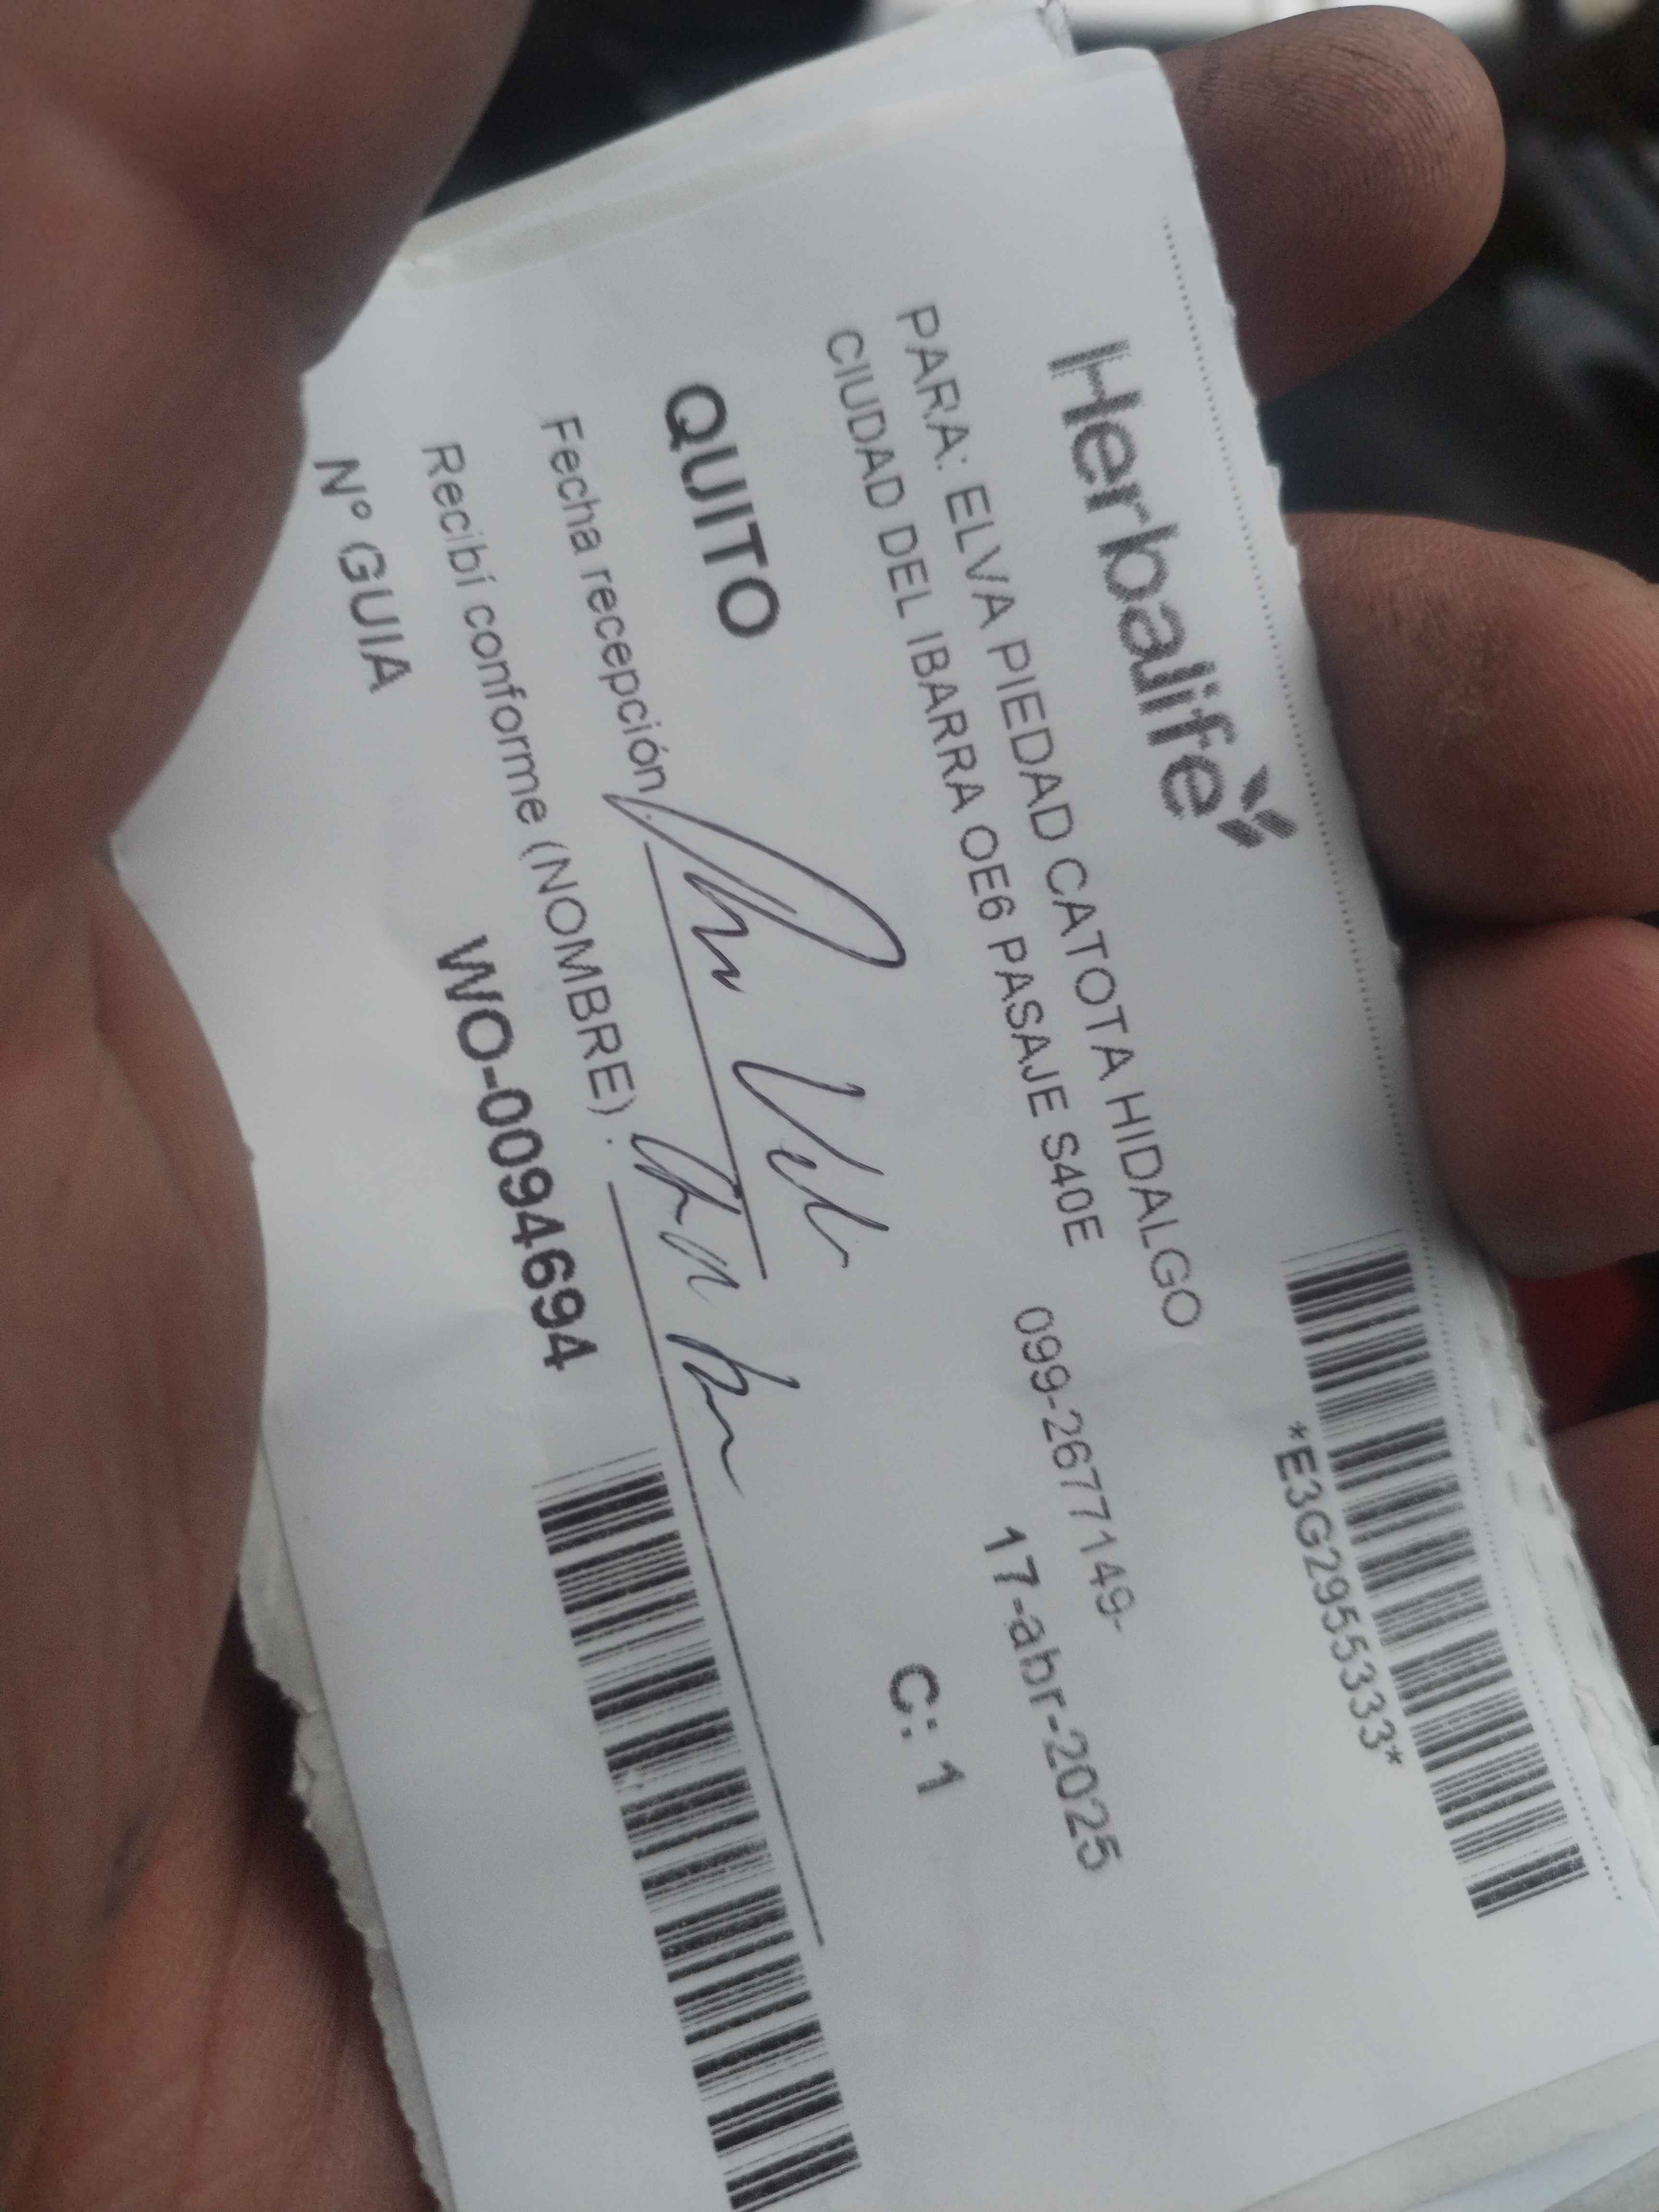 Herbalife
*E3G2955333*
PARA: ELVA PIEDAD CATOTA HIDALGO
CIUDAD DEL IBARRA OE6 PASAJE S40E 099-2677149-
17-abr-2025
QUITO C: 1
Fecha recepción
Recibí conforme (NOMBRE) :
Nº GUIA WO-0094694